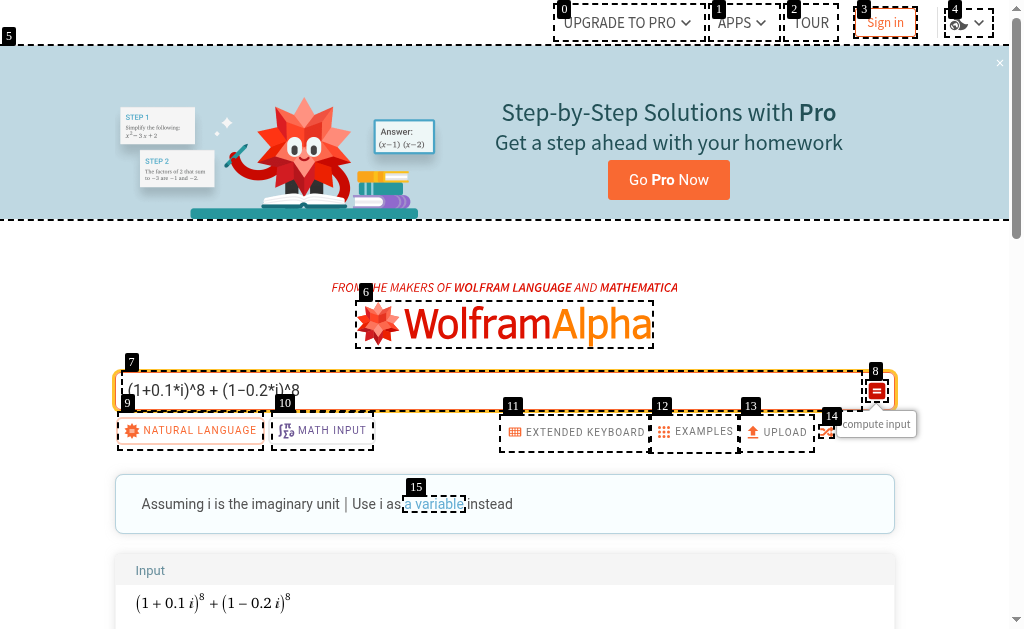 0
UPGRADE TO PRO
1
APPS
2
TOUR
3
Sign in
4
5
×
STEP 1
Simplify the following:
x² − 3 x + 2
STEP 2
The factors of 2 that sum
to −3 are −1 and −2.
Answer:
(x−1) (x−2)
Step-by-Step Solutions with Pro
Get a step ahead with your homework
Go Pro Now
FROM THE MAKERS OF WOLFRAM LANGUAGE AND MATHEMATICA
6
WolframAlpha
7
8
(1+0.1*i)^8 + (1−0.2*i)^8
=
9
NATURAL LANGUAGE
10
MATH INPUT
11
EXTENDED KEYBOARD
12
EXAMPLES
13
UPLOAD
14
compute input
15
Assuming i is the imaginary unit | Use i as a variable instead
Input
(1 + 0.1 i)^8 + (1 − 0.2 i)^8